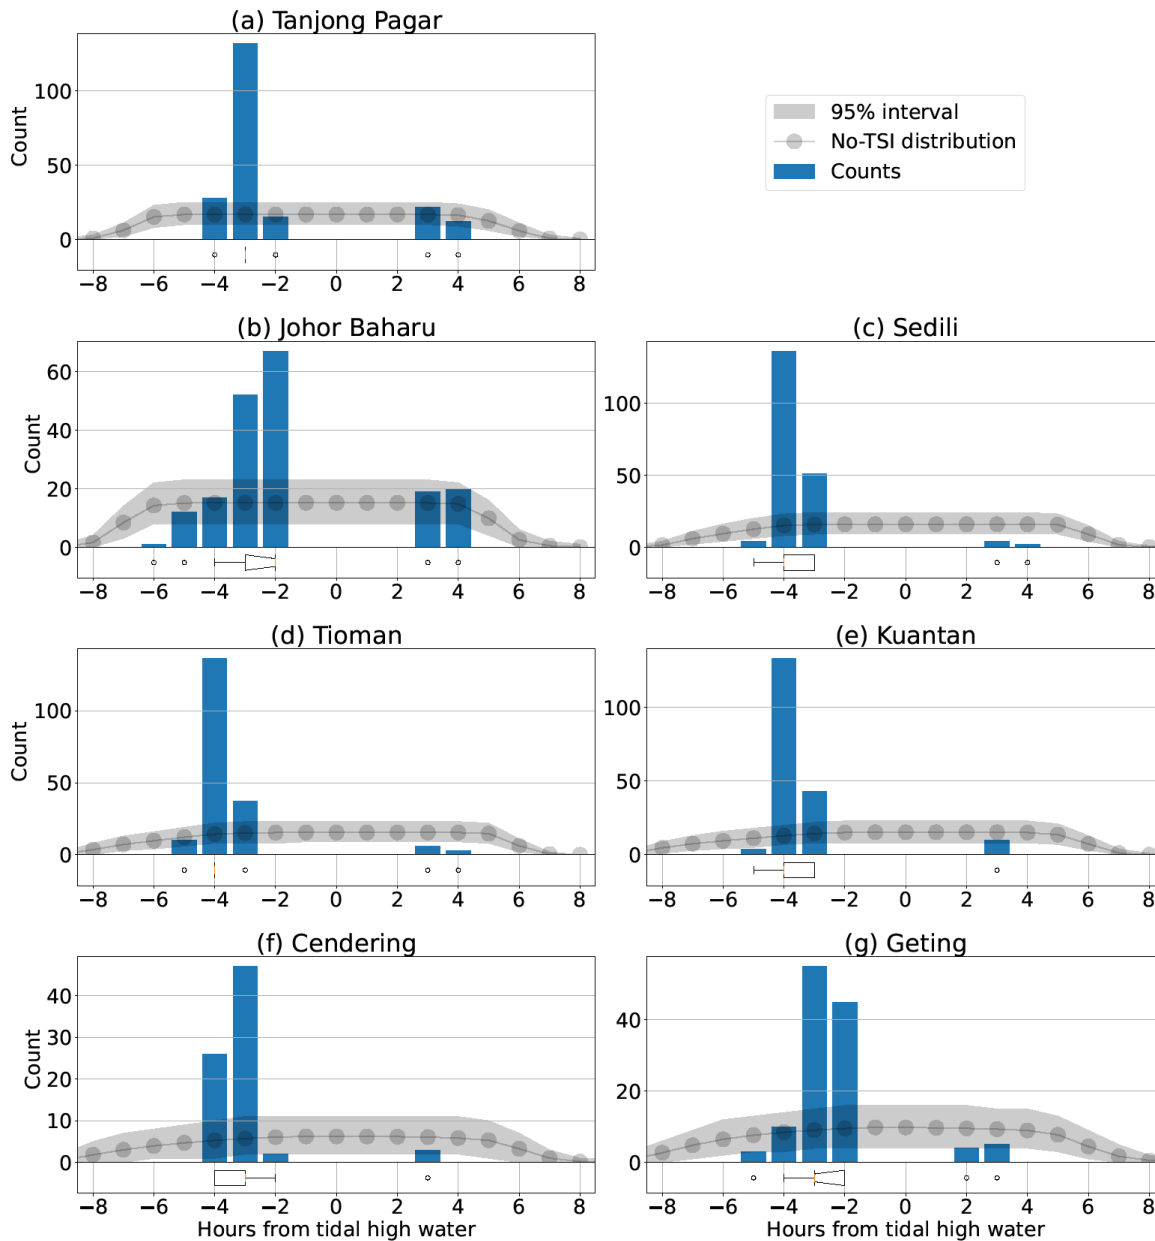 (a) Tanjong Pagar
Count
100
50
0
−8 −6 −4 −2 0 2 4 6 8
95% interval
No-TSI distribution
Counts
(b) Johor Baharu
Count
60
40
20
0
−8 −6 −4 −2 0 2 4 6 8
(c) Sedili
100
50
0
−8 −6 −4 −2 0 2 4 6 8
(d) Tioman
Count
100
50
0
−8 −6 −4 −2 0 2 4 6 8
(e) Kuantan
100
50
0
−8 −6 −4 −2 0 2 4 6 8
(f) Cendering
Count
40
30
20
10
0
−8 −6 −4 −2 0 2 4 6 8
Hours from tidal high water
(g) Geting
40
20
0
−8 −6 −4 −2 0 2 4 6 8
Hours from tidal high water